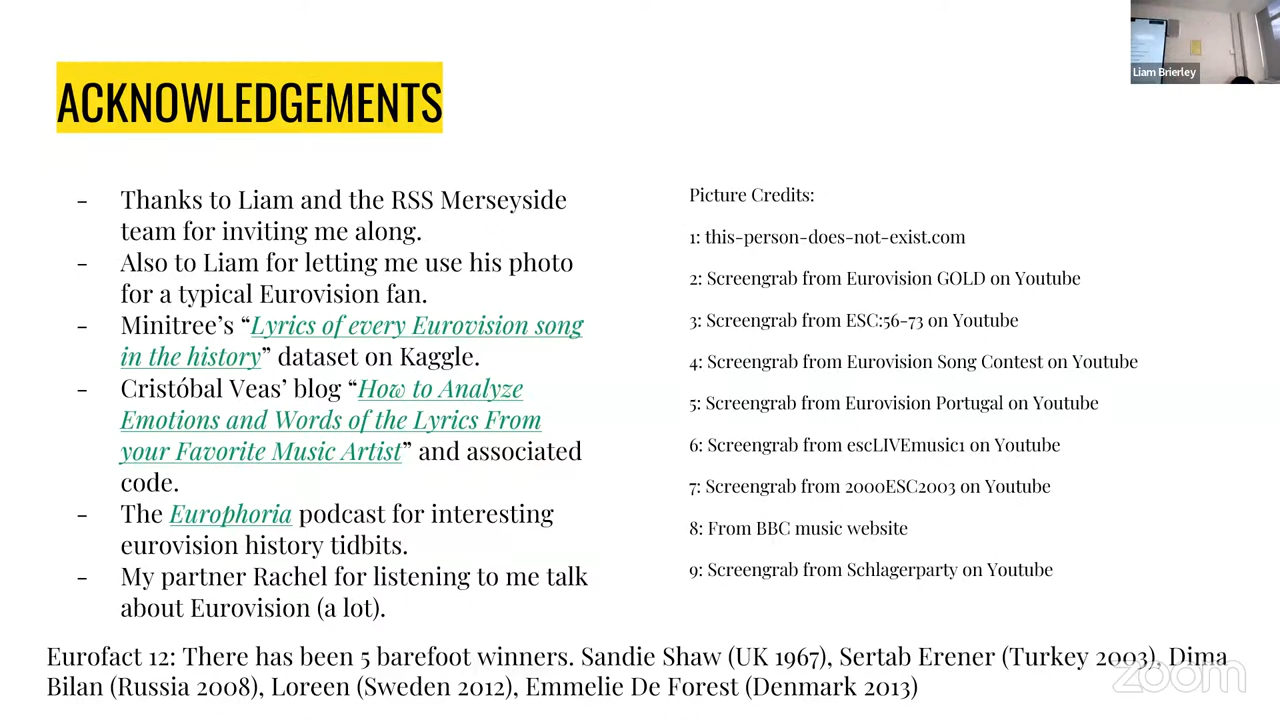 Liam Brierley
ACKNOWLEDGEMENTS
- Thanks to Liam and the RSS Merseyside
team for inviting me along.
- Also to Liam for letting me use his photo
for a typical Eurovision fan.
- Minitree’s “Lyrics of every Eurovision song
in the history” dataset on Kaggle.
- Cristóbal Veas’ blog “How to Analyze
Emotions and Words of the Lyrics From
your Favorite Music Artist” and associated
code.
- The Europhoria podcast for interesting
eurovision history tidbits.
- My partner Rachel for listening to me talk
about Eurovision (a lot).
Picture Credits:
1: this-person-does-not-exist.com
2: Screengrab from Eurovision GOLD on Youtube
3: Screengrab from ESC:56-73 on Youtube
4: Screengrab from Eurovision Song Contest on Youtube
5: Screengrab from Eurovision Portugal on Youtube
6: Screengrab from escLIVEmusic1 on Youtube
7: Screengrab from 2000ESC2003 on Youtube
8: From BBC music website
9: Screengrab from Schlagerparty on Youtube
Eurofact 12: There has been 5 barefoot winners. Sandie Shaw (UK 1967), Sertab Erener (Turkey 2003), Dima
Bilan (Russia 2008), Loreen (Sweden 2012), Emmelie De Forest (Denmark 2013)
zoom